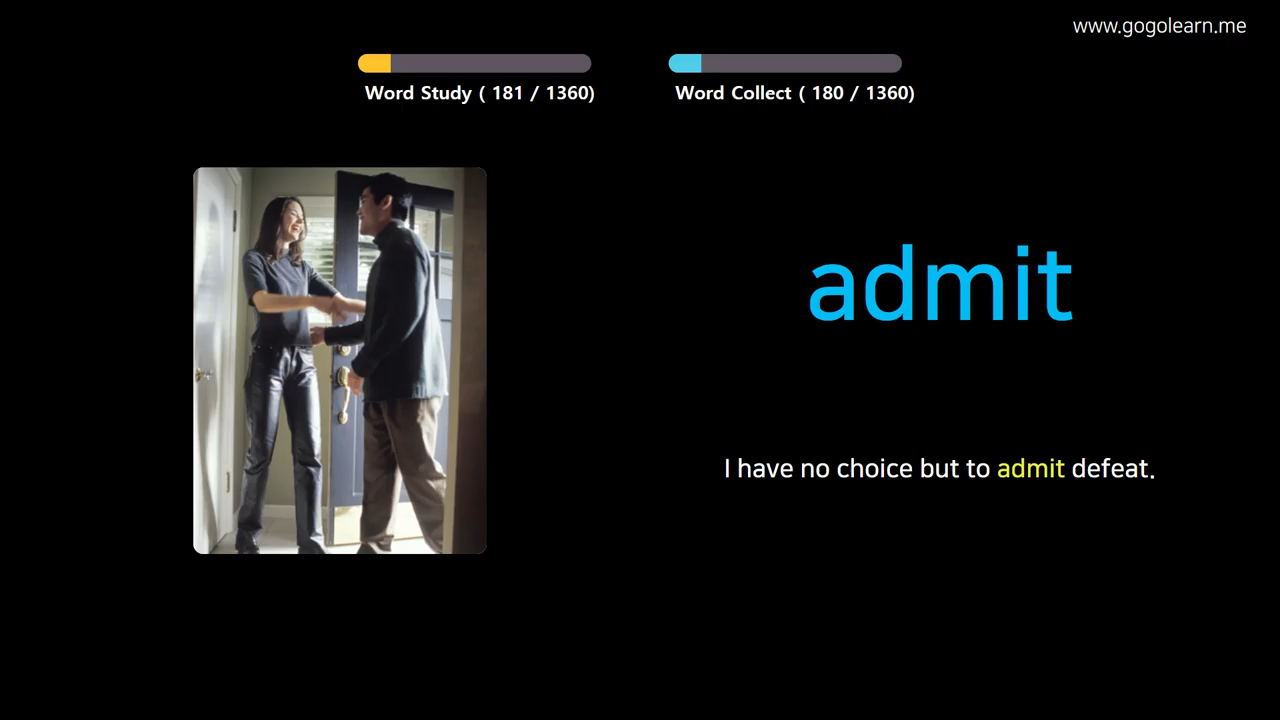 www.gogolearn.me
Word Study ( 181 / 1360)
Word Collect ( 180 / 1360)
admit
I have no choice but to admit defeat.